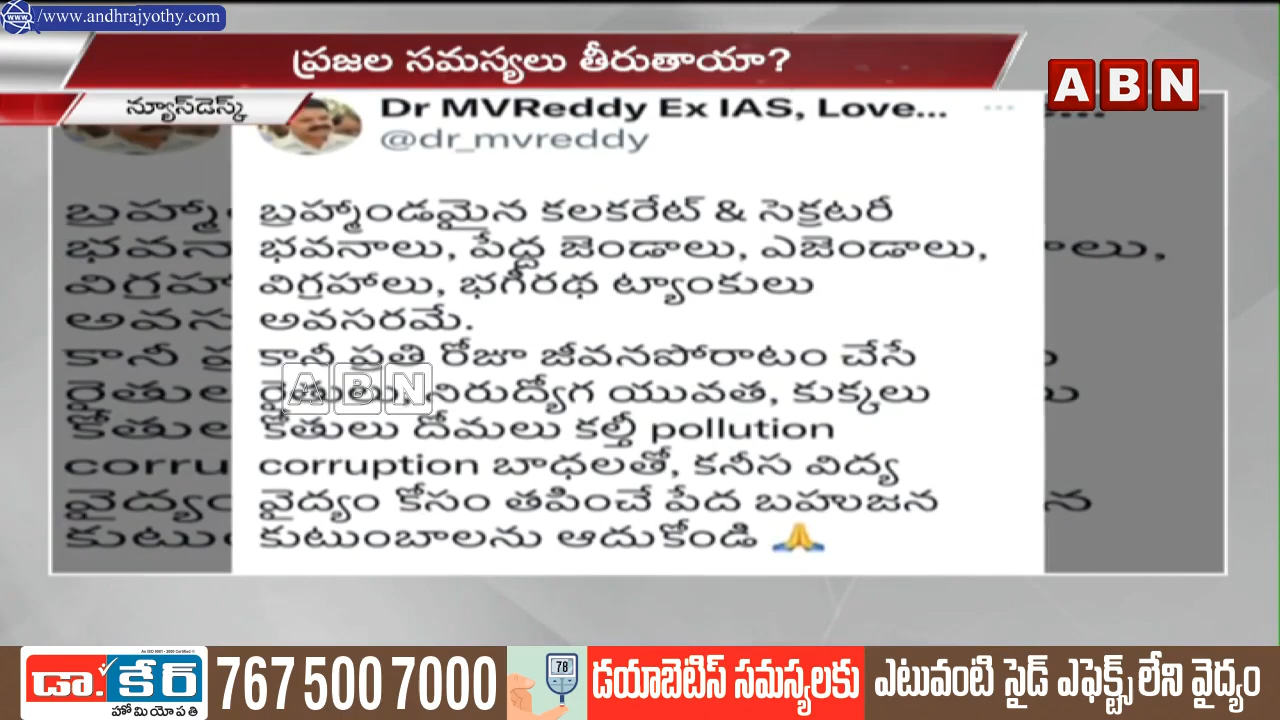 /www.andhrajyothy.com
ప్రజల సమస్యలు తీరుతాయా?
ABN
న్యూస్‌డెస్క్
Dr MVReddy Ex IAS, Love...
@dr_mvreddy
బ్రహ్మాండమైన కలకరేట్ & సెక్రటరీ
భవనాలు, పేద్ద జెండాలు, ఎజెండాలు,
విగ్రహాలు, భగీరథ ట్యాంకులు
అవసరమే.
కానీ ప్రతి రోజూ జీవనపోరాటం చేసే
రైతులు, నిరుద్యోగ యువత, కుక్కలు
కోతులు దోమలు కల్తీ pollution
corruption బాధలతో, కనీస విద్య
వైద్యం కోసం తపించే పేద బహుజన
కుటుంబాలను ఆదుకోండి 🙏
ABN
డా. కేర్
హోమియోపతి
767 500 7000
78
డయాబెటిస్ సమస్యలకు
ఎటువంటి సైడ్ ఎఫెక్ట్స్ లేని వైద్యం